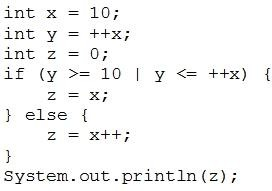 int x = 10;
int y = ++x;
int z = 0;
if (y >= 10 | y <= ++x) {
    z = x;
} else {
    z = x++;
}
System.out.println(z);